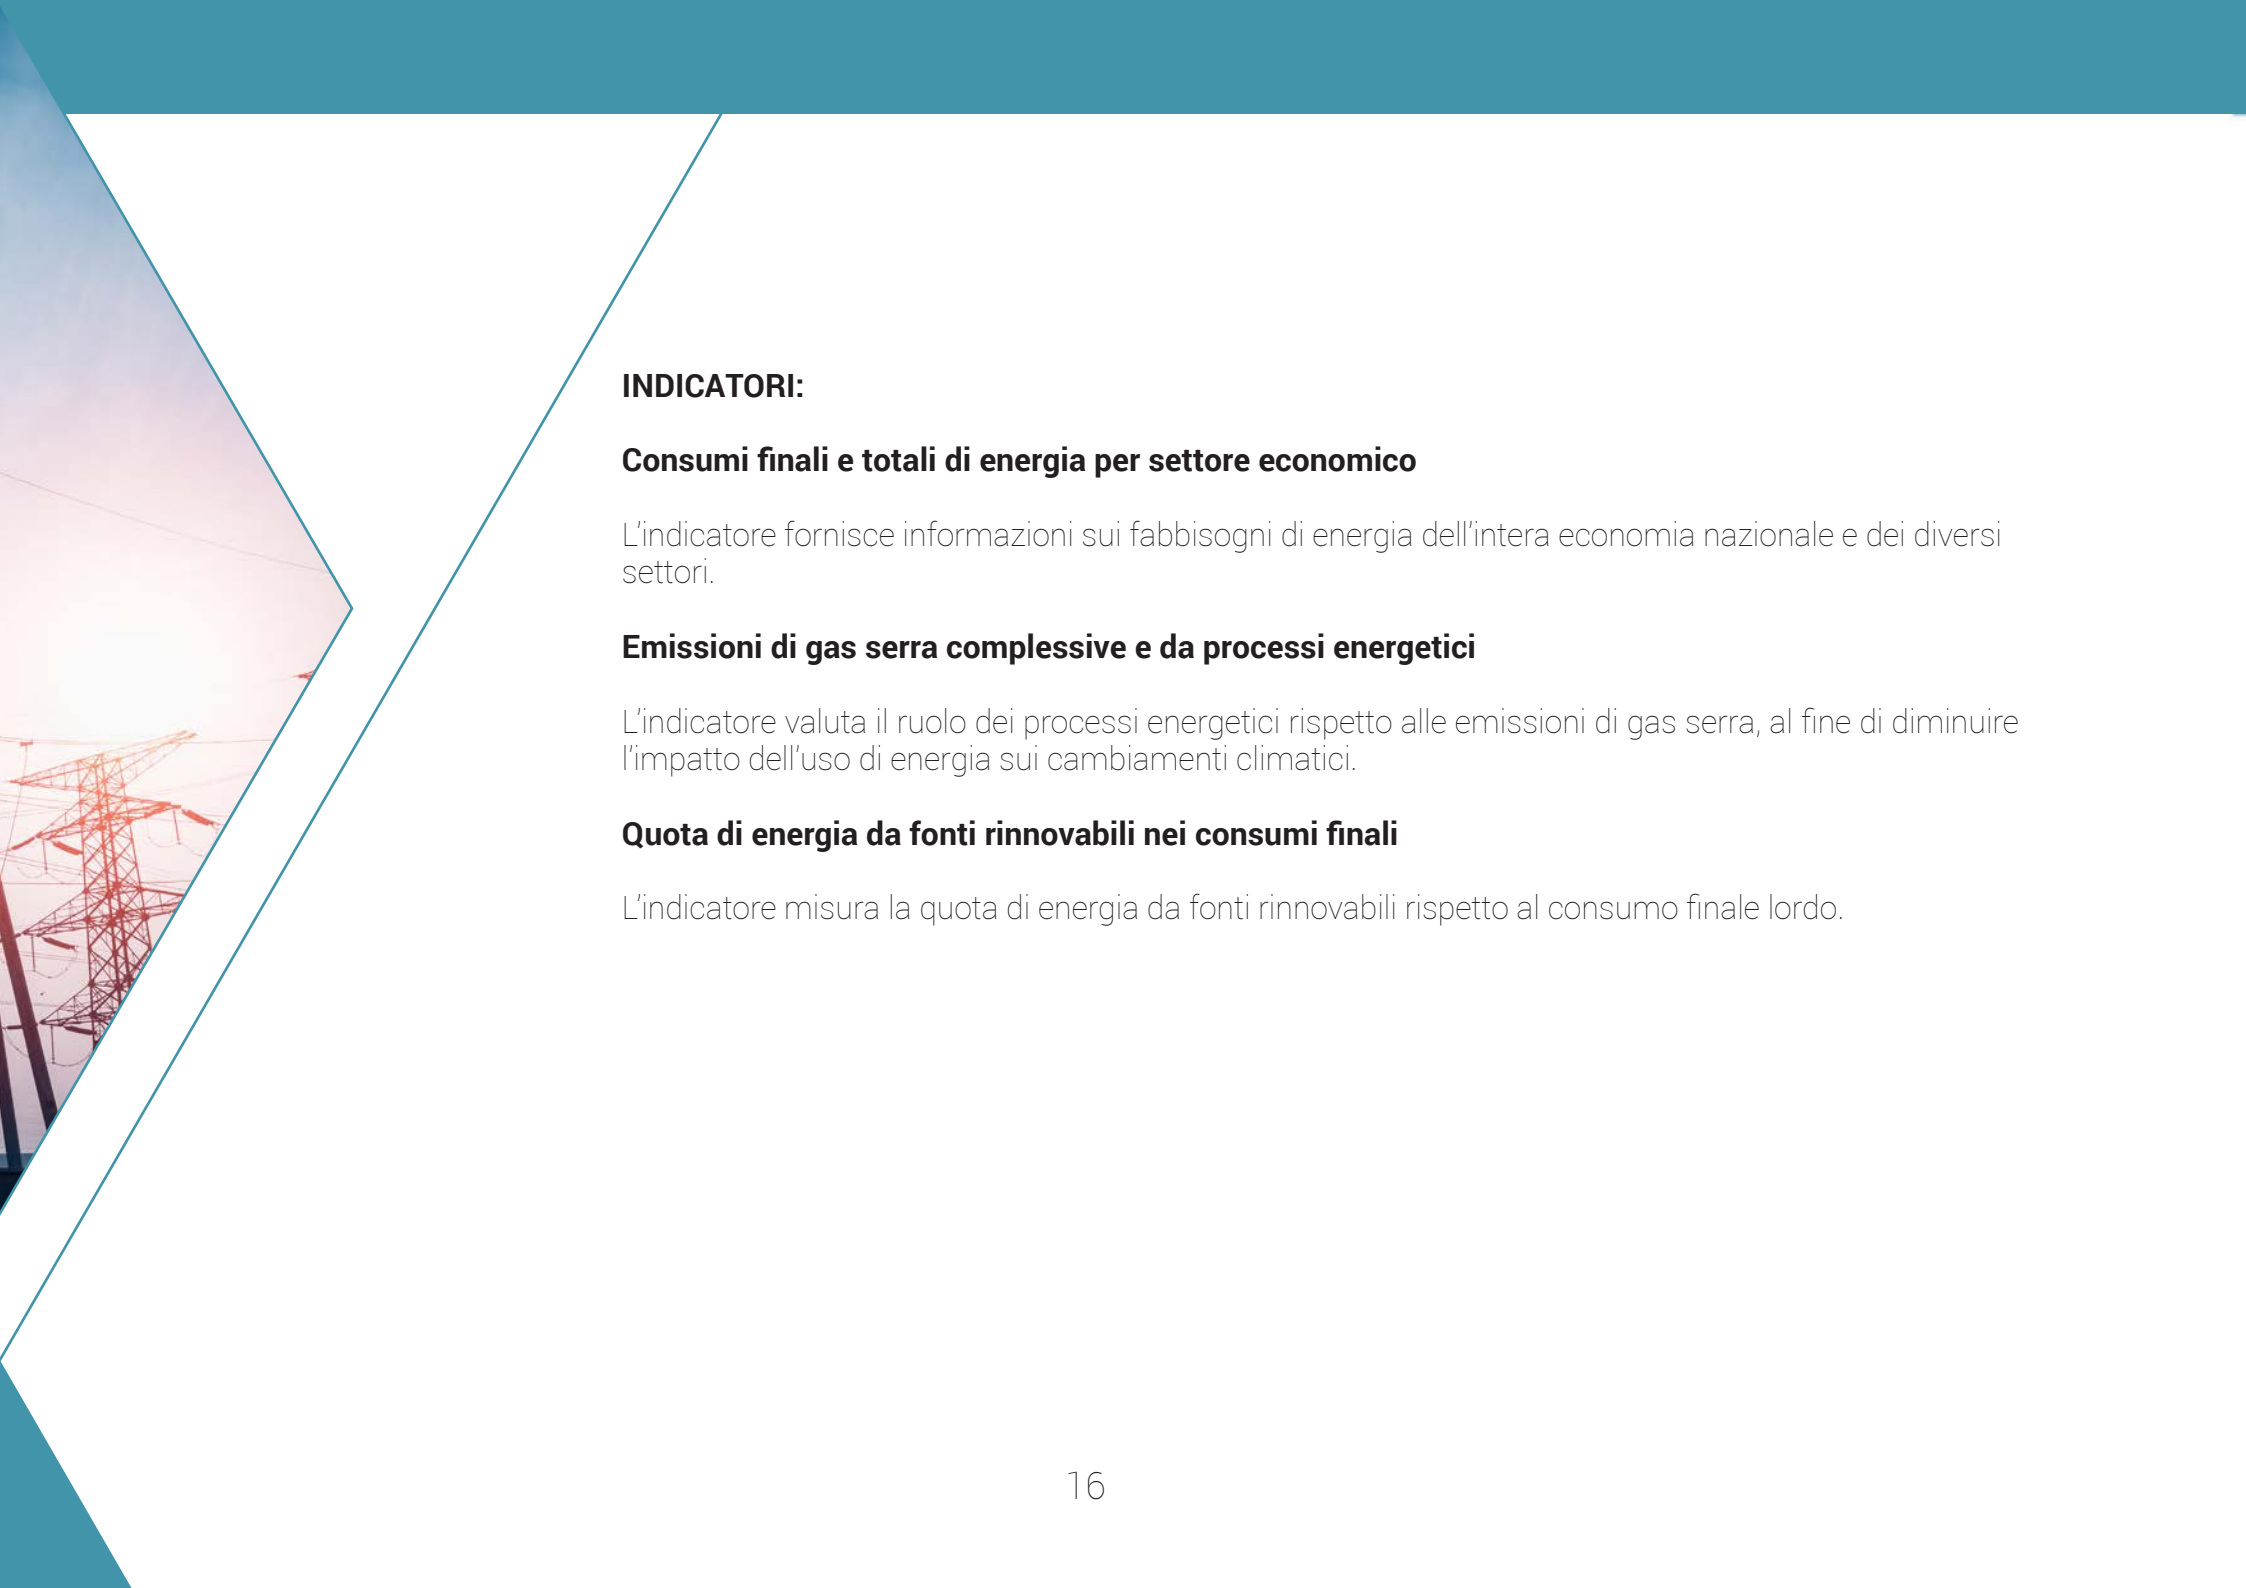 INDICATORI:
Consumi finali e totali di energia per settore economico
L'indicatore fornisce informazioni sui fabbisogni di energia dell'intera economia nazionale e dei diversi
settori.
Emissioni di gas serra complessive e da processi energetici
L'indicatore valuta il ruolo dei processi energetici rispetto alle emissioni di gas serra, al fine di diminuire
l'impatto dell'uso di energia sui cambiamenti climatici.
Quota di energia da fonti rinnovabili nei consumi finali
L'indicatore misura la quota di energia da fonti rinnovabili rispetto al consumo finale lordo.
16